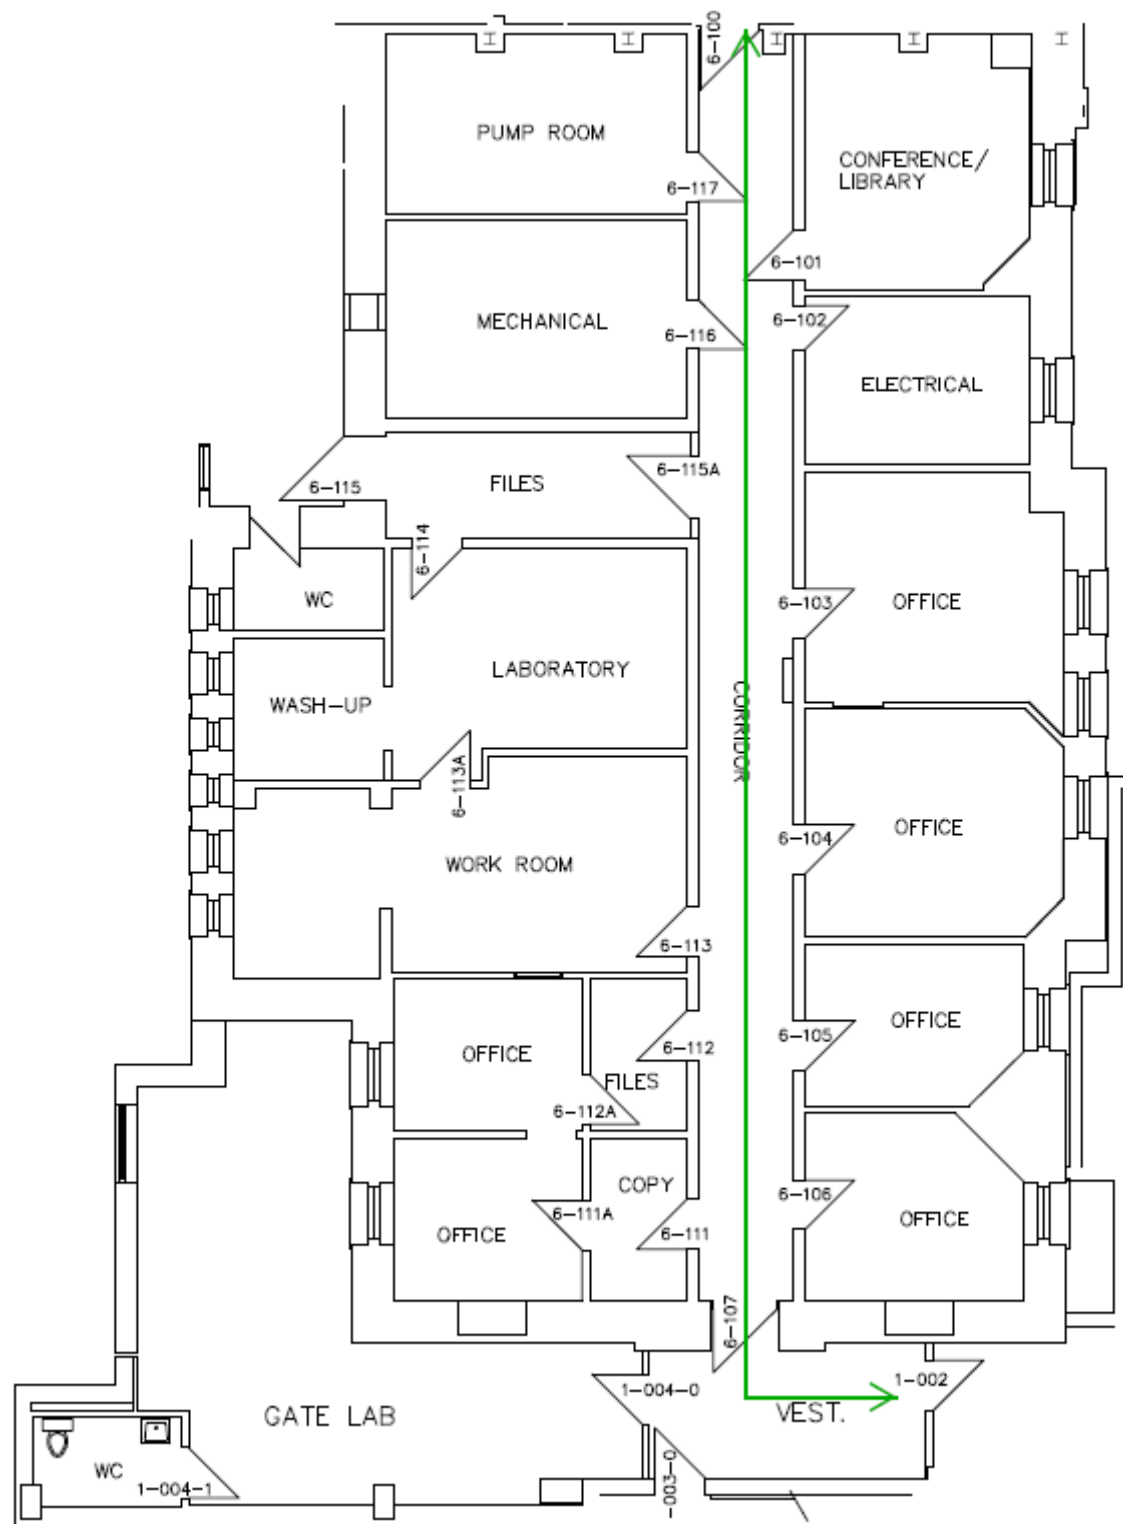 6-100
PUMP ROOM
CONFERENCE/
LIBRARY
6-117
6-101
6-102
MECHANICAL
6-116
ELECTRICAL
6-115A
6-115
FILES
6-114
WC
6-103
OFFICE
LABORATORY
WASH-UP
CORRIDOR
6-113A
OFFICE
6-104
WORK ROOM
6-113
OFFICE
6-105
OFFICE
6-112
FILES
6-112A
COPY
6-106
6-111A
OFFICE
OFFICE
6-111
6-107
1-002
1-004-0
GATE LAB
VEST.
WC
1-004-1
-003-0